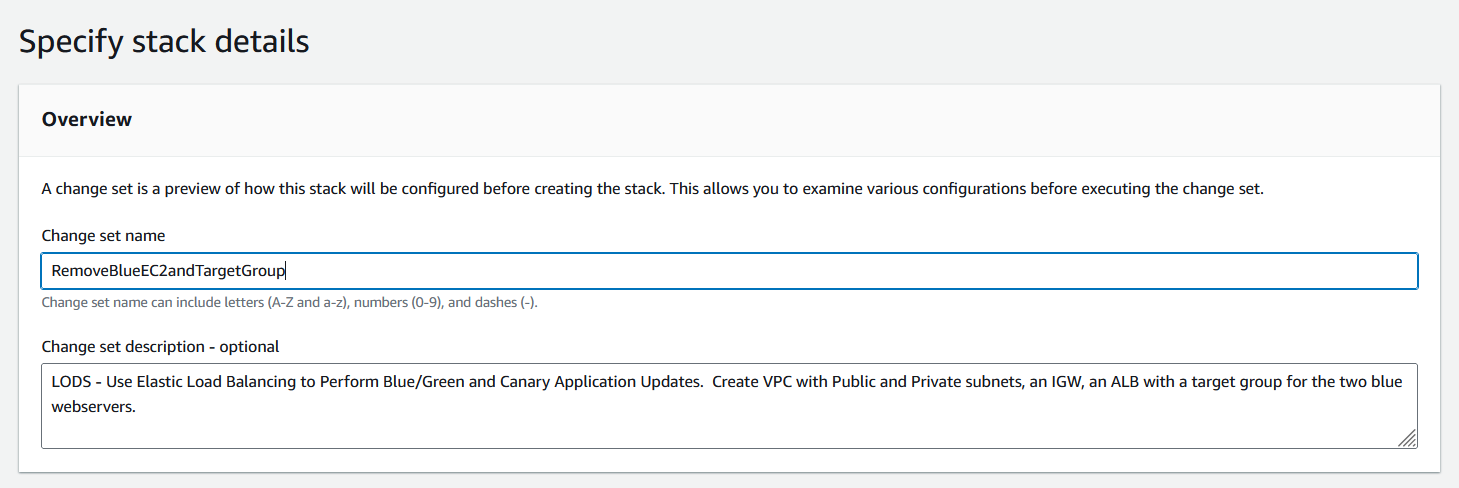 Specify stack details
Overview
A change set is a preview of how this stack will be configured before creating the stack. This allows you to examine various configurations before executing the change set.
Change set name
RemoveBlueEC2andTargetGroup
Change set name can include letters (A-Z and a-z), numbers (0-9), and dashes (-).
Change set description - optional
LODS - Use Elastic Load Balancing to Perform Blue/Green and Canary Application Updates.  Create VPC with Public and Private subnets, an IGW, an ALB with a target group for the two blue
webservers.